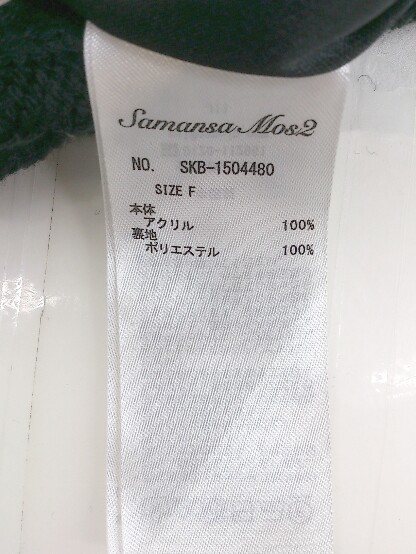 Samansa Mos2
NO. SKB-1504480
SIZE F
本体
アクリル 100%
裏地
ポリエステル 100%